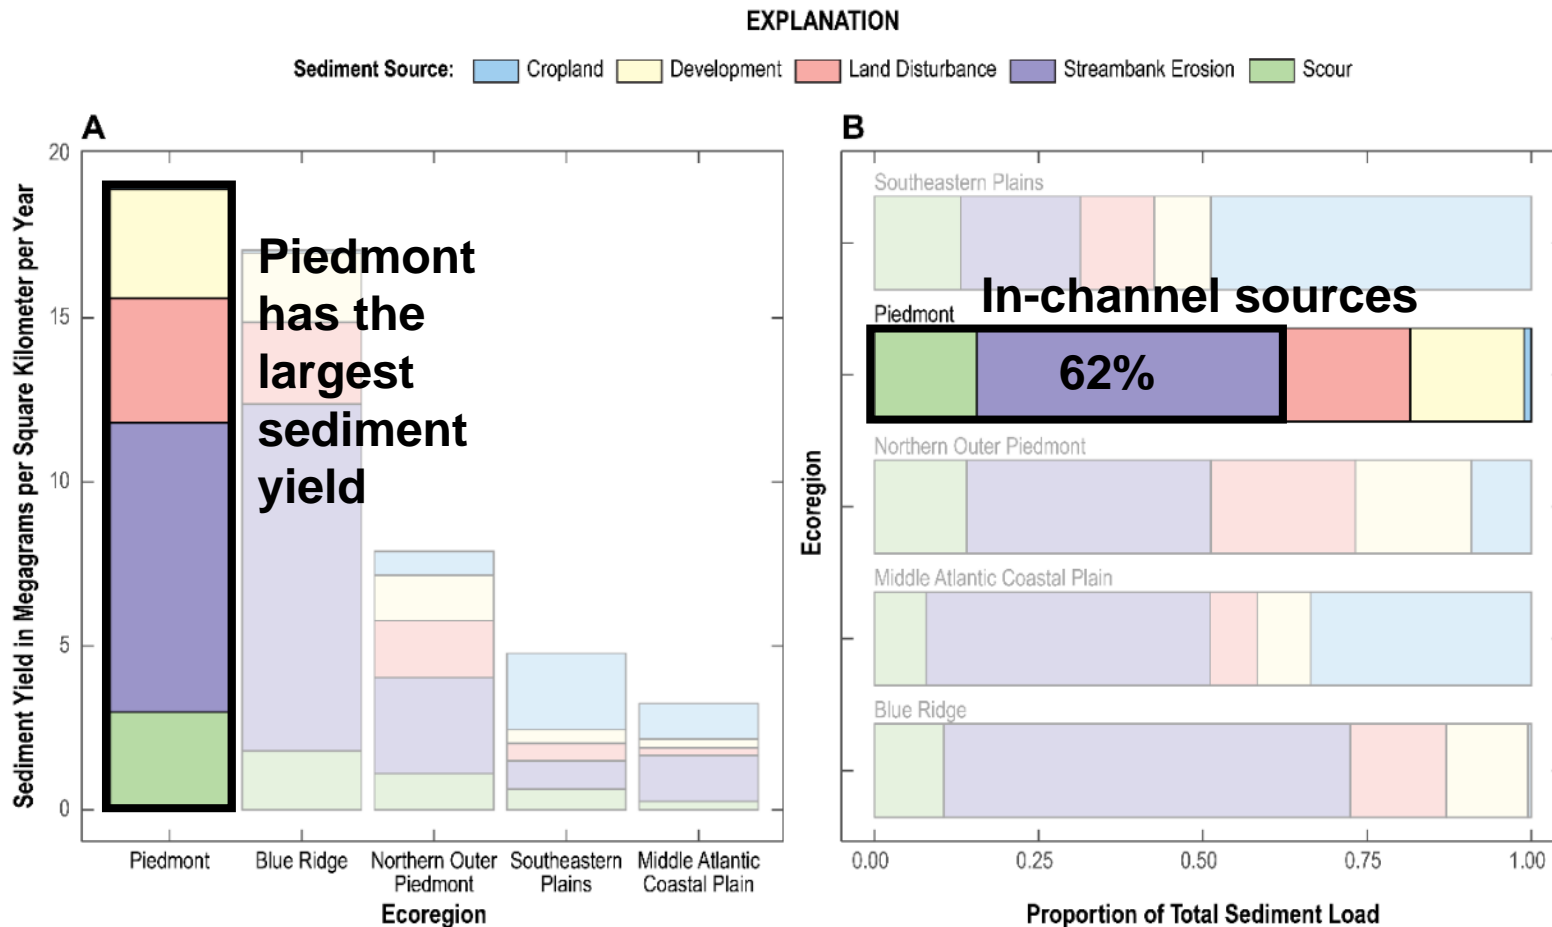 EXPLANATION
Sediment Source: Cropland Development Land Disturbance Streambank Erosion Scour
A
Sediment Yield in Megagrams per Square Kilometer per Year
20
15
10
5
0
Piedmont
has the
largest
sediment
yield
Piedmont
Blue Ridge
Northern Outer
Piedmont
Southeastern
Plains
Middle Atlantic
Coastal Plain
Ecoregion
B
Ecoregion
Southeastern Plains
In-channel sources
Piedmont
62%
Northern Outer Piedmont
Middle Atlantic Coastal Plain
Blue Ridge
0.00 0.25 0.50 0.75 1.00
Proportion of Total Sediment Load